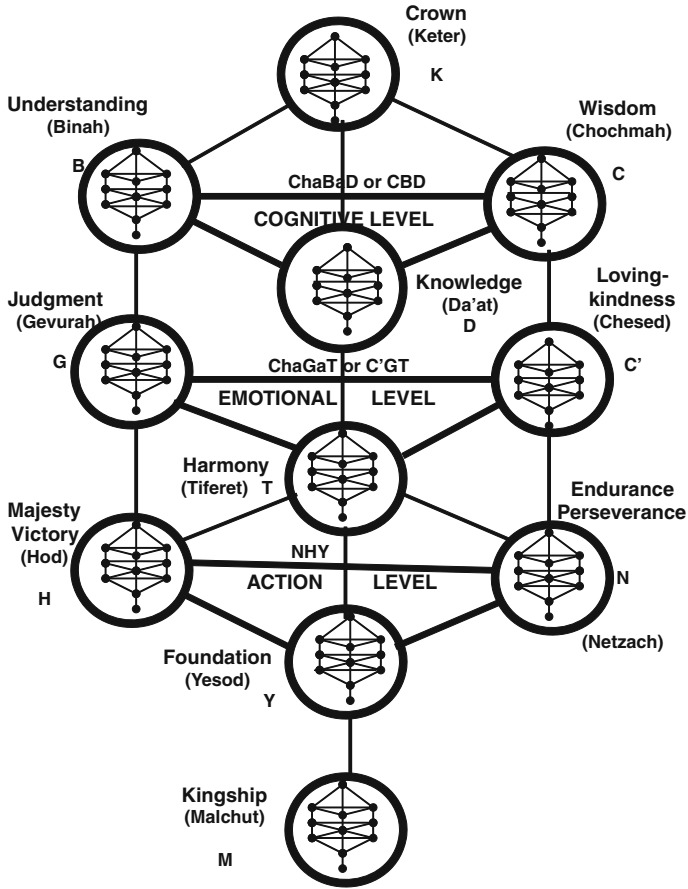 Crown
(Keter)
K
Understanding
(Binah)
B
Wisdom
(Chochmah)
C
ChaBaD or CBD
COGNITIVE LEVEL
Knowledge
(Da'at)
D
Judgment
(Gevurah)
G
Loving-
kindness
(Chesed)
C'
ChaGaT or C'GT
EMOTIONAL LEVEL
Harmony
(Tiferet) T
Majesty
Victory
(Hod)
H
Endurance
Perseverance
N
(Netzach)
NHY
ACTION LEVEL
Foundation
(Yesod)
Y
Kingship
(Malchut)
M